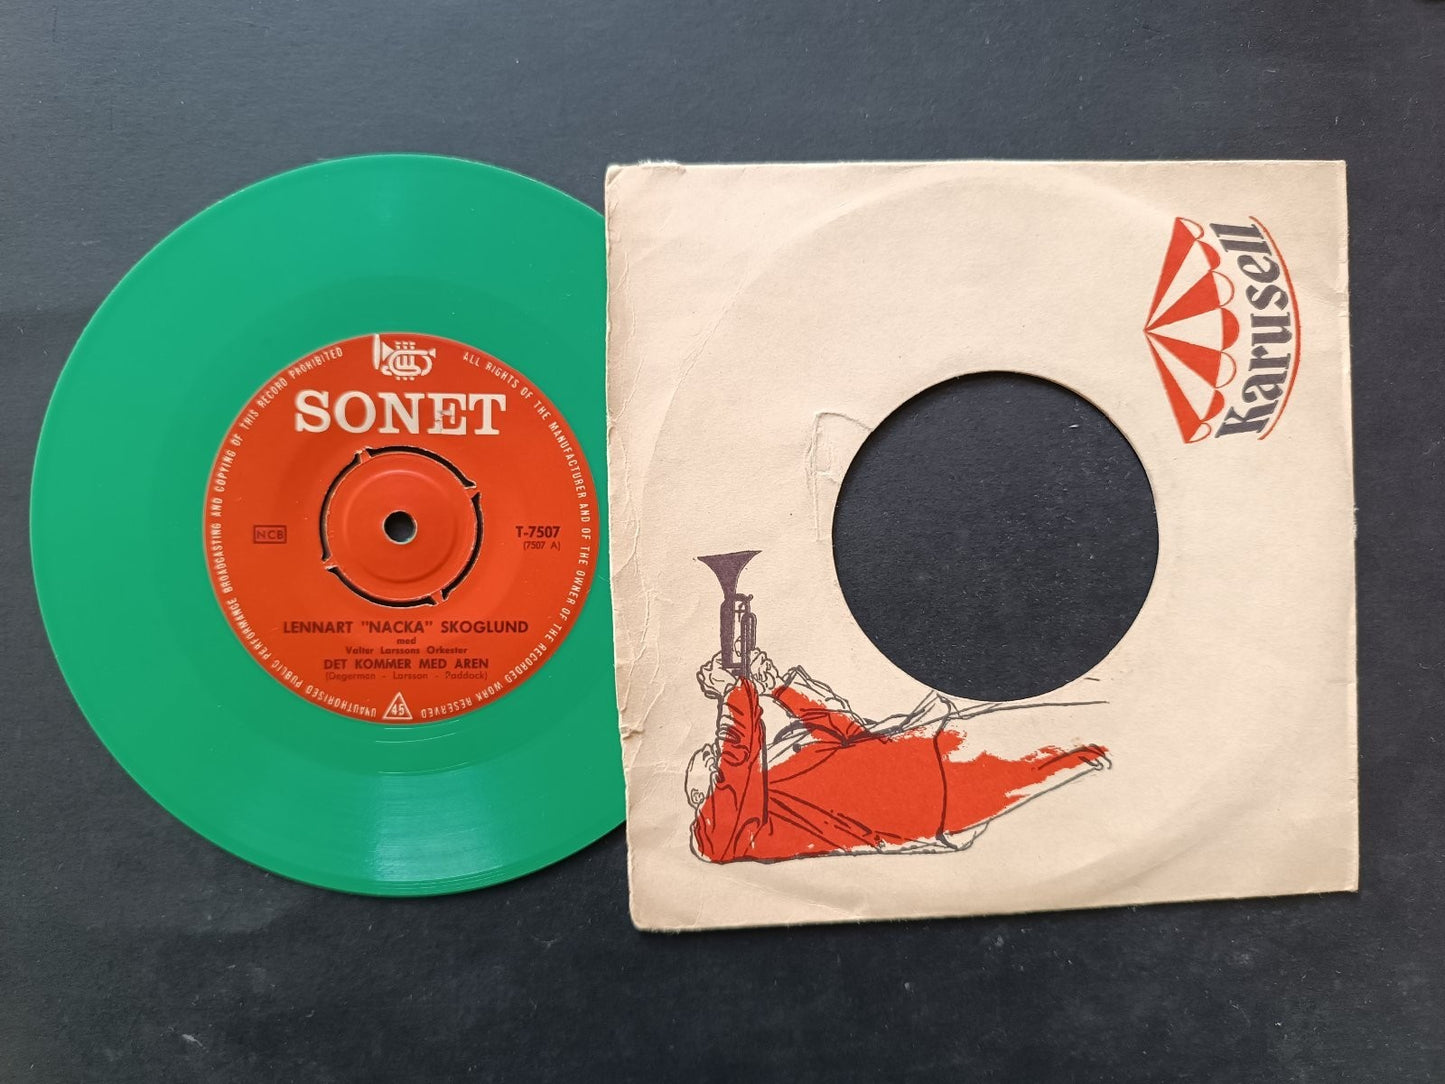 SONET
ALL RIGHTS OF THE MANUFACTURER AND OF THE OWNER OF THE RECORDED WORK RESERVED
UNAUTHORISED PUBLIC PERFORMANCE BROADCASTING AND COPYING OF THIS RECORD PROHIBITED
NCB
T-7507
(7507 A)
LENNART "NACKA" SKOGLUND
med
Valter Larssons Orkester
DET KOMMER MED ÅREN
(Degerman - Larsson - Paddock)
45
Karusell